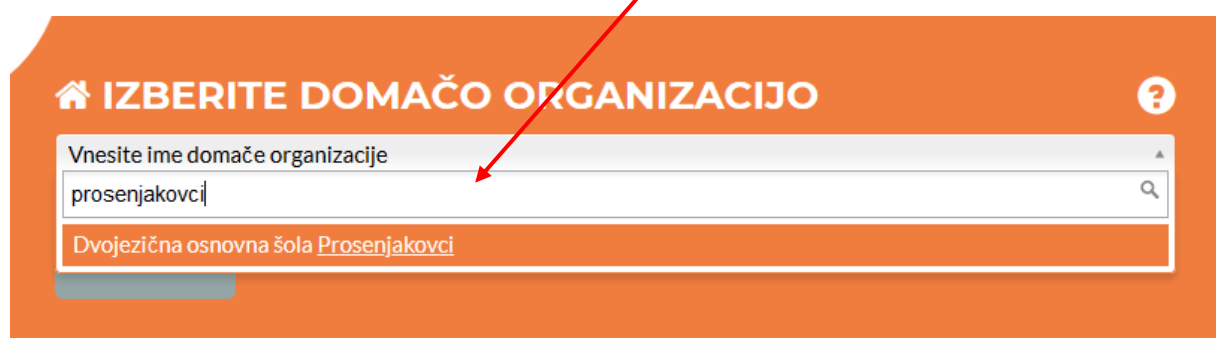 IZBERITE DOMAČO ORGANIZACIJO
Vnesite ime domače organizacije
prosenjakovci
Dvojezična osnovna šola Prosenjakovci